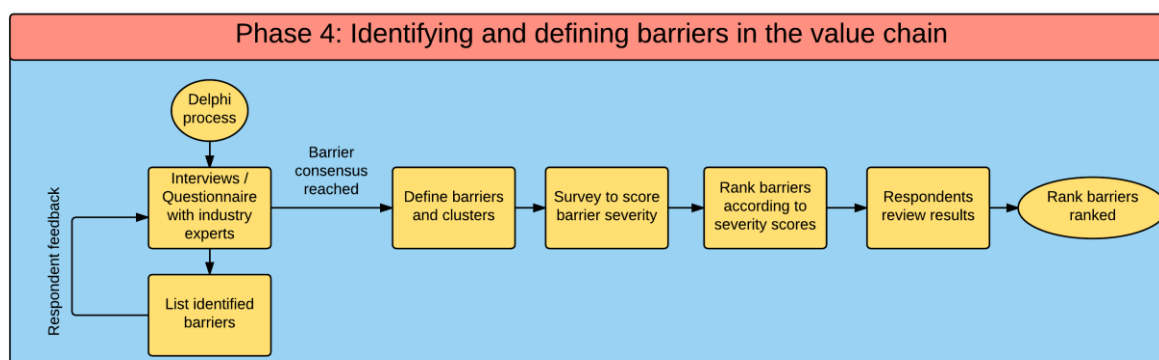 Phase 4: Identifying and defining barriers in the value chain
Delphi
process
Interviews /
Questionnaire
with industry
experts
Barrier
consensus
reached
Define barriers
and clusters
Survey to score
barrier severity
Rank barriers
according to
severity scores
Respondents
review results
Rank barriers
ranked
Respondent feedback
List identified
barriers